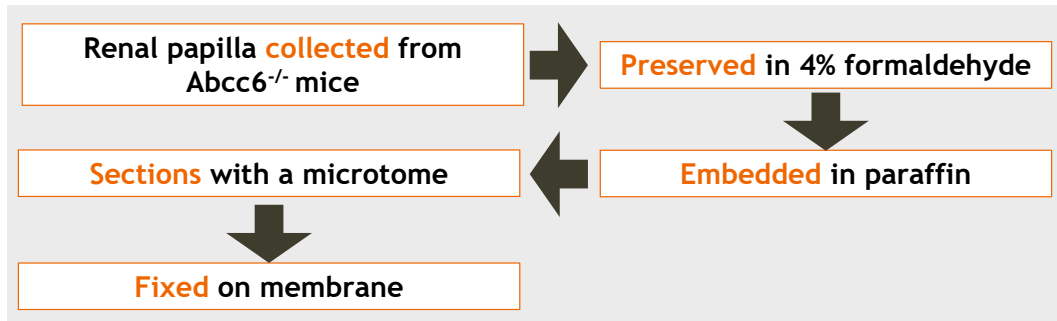 Renal papilla collected from
Abcc6-/- mice
Preserved in 4% formaldehyde
Embedded in paraffin
Sections with a microtome
Fixed on membrane